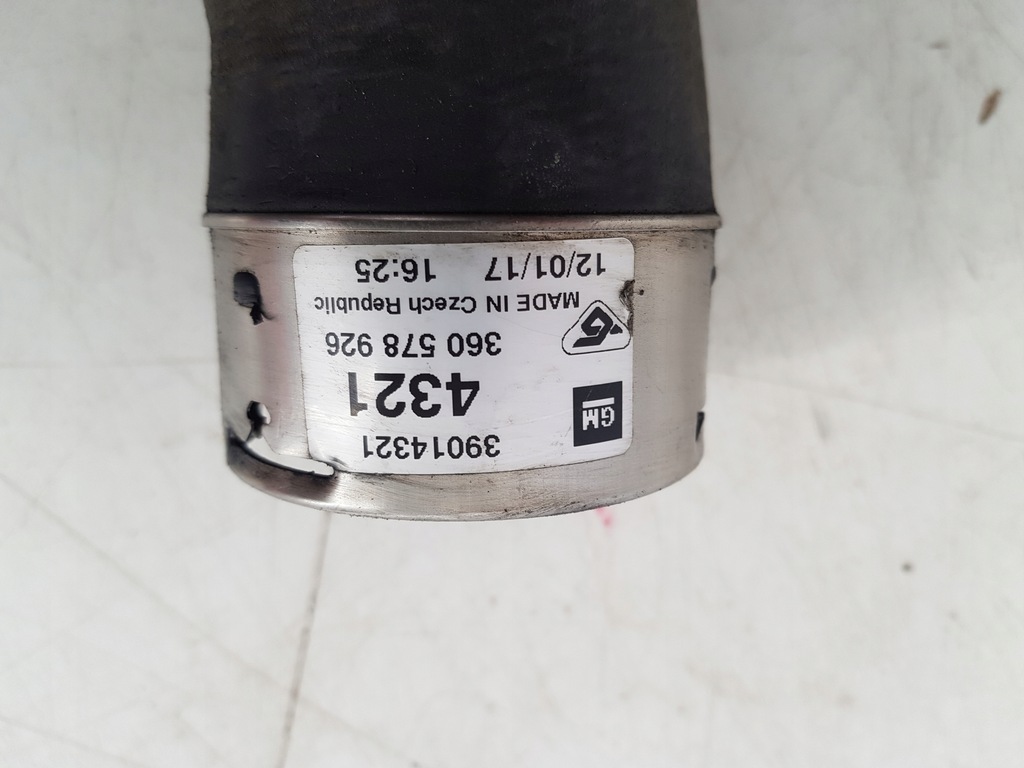 39014321
GM
4321
360 578 926
MADE IN Czech Republic
12/01/17 16:25